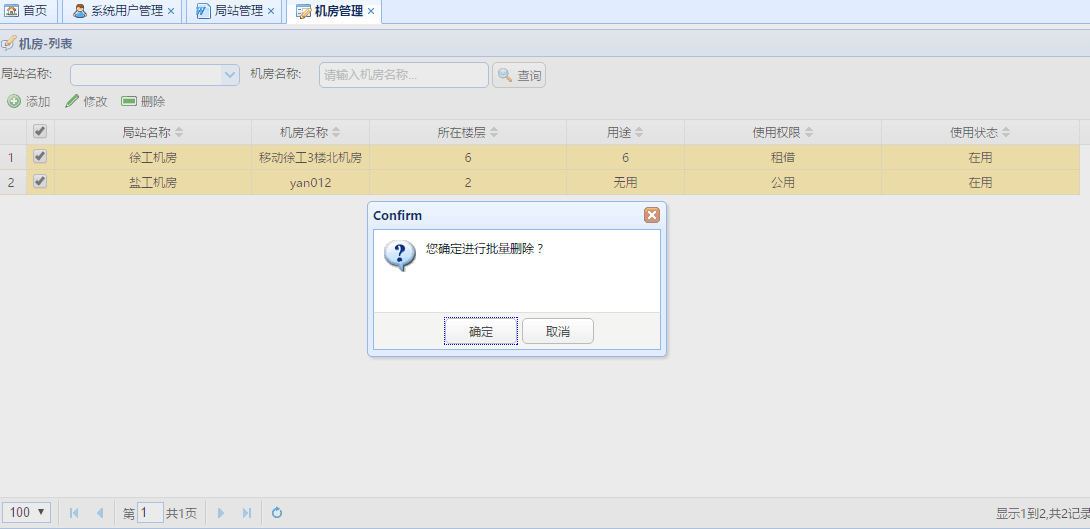 首页 系统用户管理 局站管理 机房管理
机房-列表
局站名称: 机房名称: 请输入机房名称... 查询
添加 修改 删除
局站名称 机房名称 所在楼层 用途 使用权限 使用状态
1 徐工机房 移动徐工3楼北机房 6 6 租借 在用
2 盐工机房 yan012 2 无用 公用 在用
Confirm
您确定进行批量删除？
确定 取消
100 第 1 共1页 显示1到2,共2记录